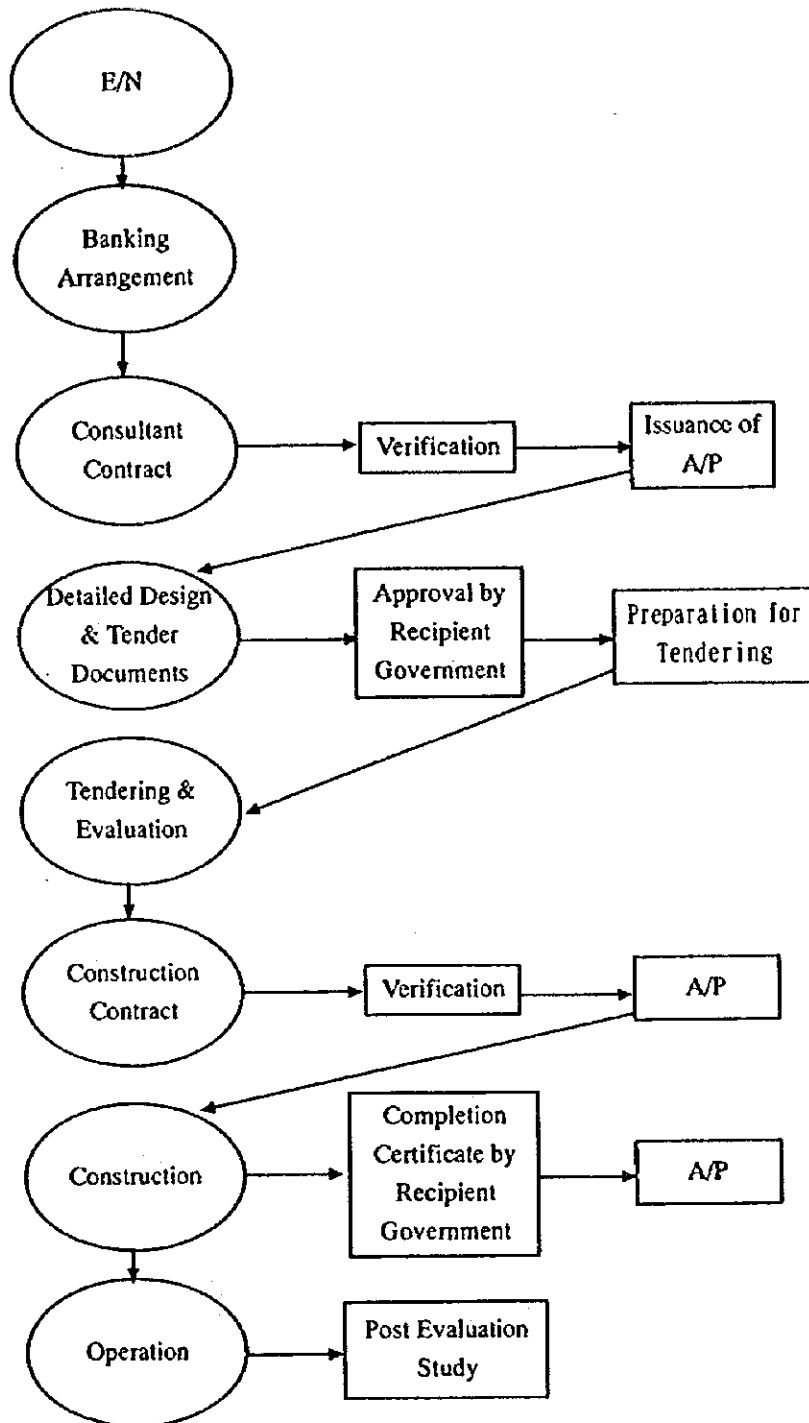 E/N
Banking
Arrangement
Consultant
Contract
Verification
Issuance of
A/P
Detailed Design
& Tender
Documents
Approval by
Recipient
Government
Preparation for
Tendering
Tendering &
Evaluation
Construction
Contract
Verification
A/P
Construction
Completion
Certificate by
Recipient
Government
A/P
Operation
Post Evaluation
Study